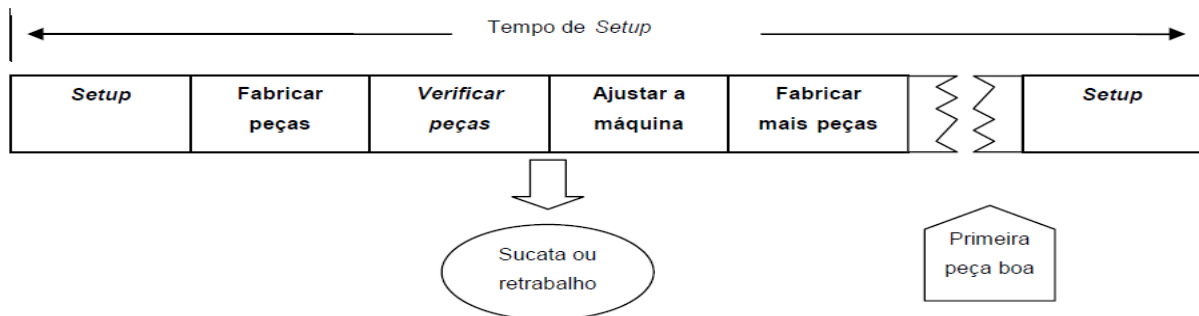 Tempo de Setup
Setup
Fabricar
peças
Verificar
peças
Ajustar a
máquina
Fabricar
mais peças
Setup
Sucata ou
retrabalho
Primeira
peça boa